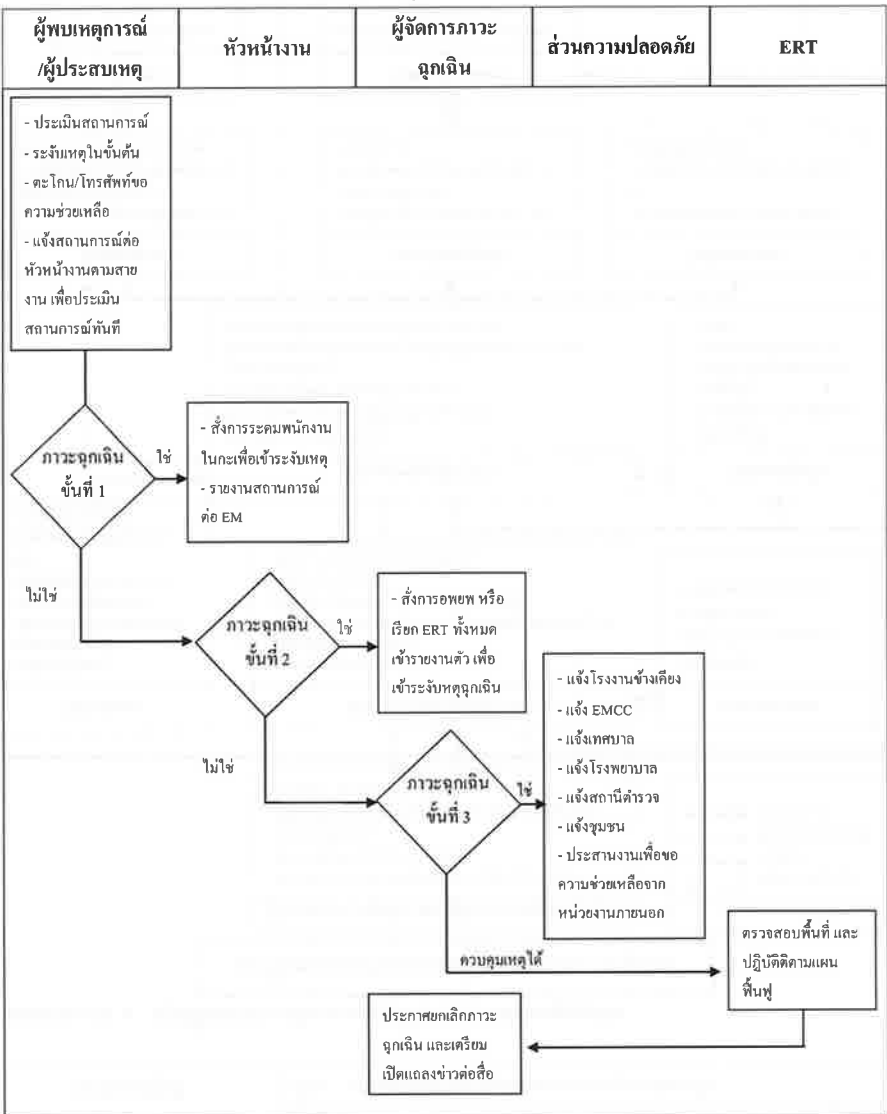 ผู้พบเหตุการณ์
/ผู้ประสบเหตุ
หัวหน้างาน
ผู้จัดการภาวะ
ฉุกเฉิน
ส่วนความปลอดภัย
ERT
- ประเมินสถานการณ์
- ระงับเหตุในขั้นต้น
- ตะโกน/โทรศัพท์ขอ
ความช่วยเหลือ
- แจ้งสถานการณ์ต่อ
หัวหน้างานตามสาย
งาน เพื่อประเมิน
สถานการณ์ทันที
ภาวะฉุกเฉิน
ขั้นที่ 1
ใช่
- สั่งการระดมพนักงาน
ในกะเพื่อเข้าระงับเหตุ
- รายงานสถานการณ์
ต่อ EM
ไม่ใช่
ภาวะฉุกเฉิน
ขั้นที่ 2
ใช่
- สั่งการอพยพ หรือ
เรียก ERT ทั้งหมด
เข้ารายงานตัว เพื่อ
เข้าระงับหตุฉุกเฉิน
ไม่ใช่
ภาวะฉุกเฉิน
ขั้นที่ 3
ใช่
- แจ้งโรงงานข้างเคียง
- แจ้ง EMCC
- แจ้งเทศบาล
- แจ้งโรงพยาบาล
- แจ้งสถานีตำรวจ
- แจ้งชุมชน
- ประสานงานเพื่อขอ
ความช่วยเหลือจาก
หน่วยงานภายนอก
ควบคุมเหตุได้
ตรวจสอบพื้นที่ และ
ปฏิบัติติตามแผน
ฟื้นฟู
ประกาศยกเลิกภาวะ
ฉุกเฉิน และเตรียม
เปิดแถลงข่าวต่อสื่อ